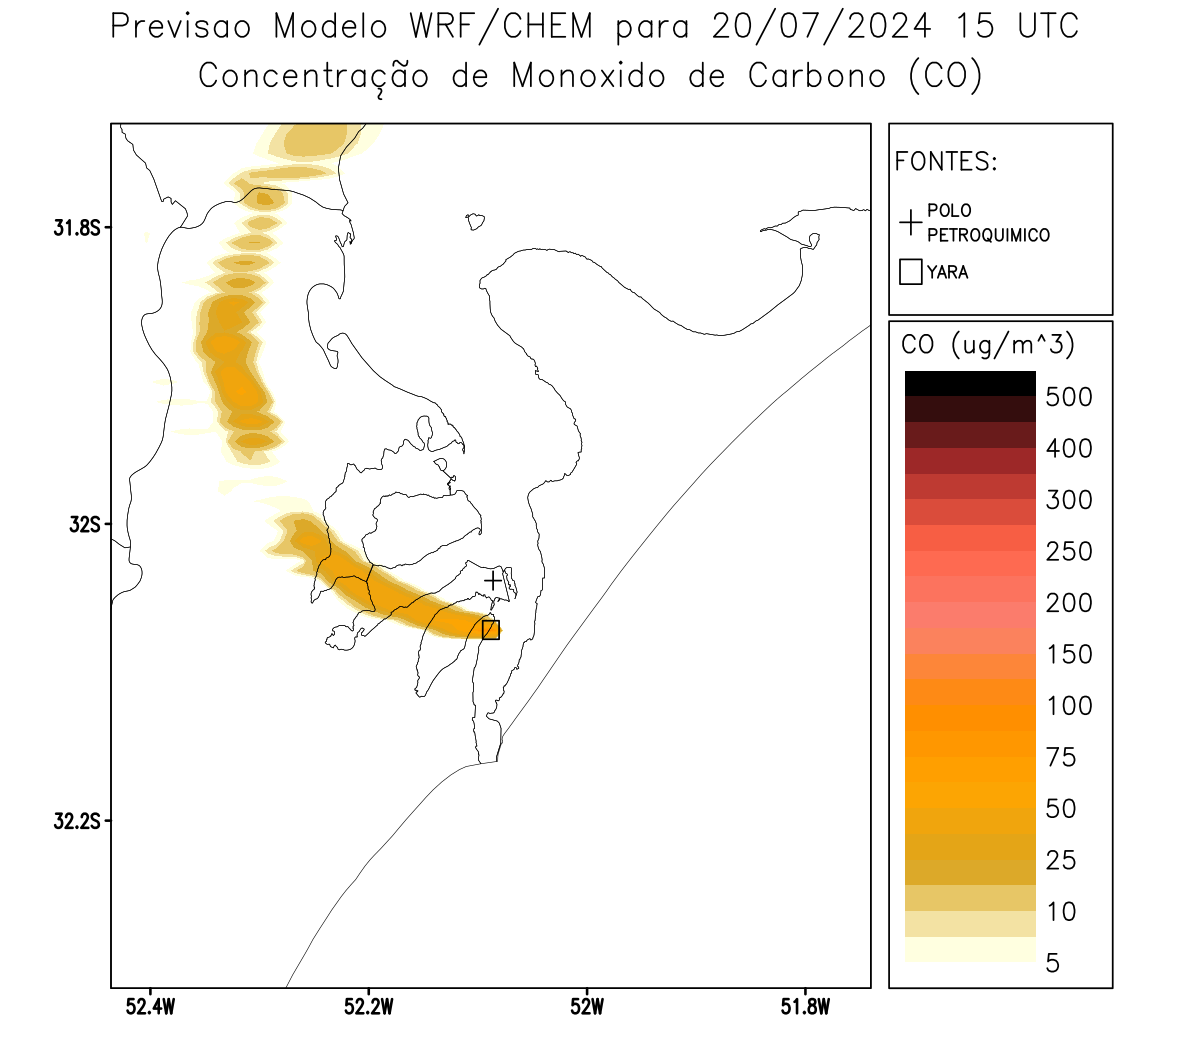 Previsao Modelo WRF/CHEM para 20/07/2024 15 UTC
Concentração de Monoxido de Carbono (CO)
FONTES:
POLO
PETROQUIMICO
YARA
CO (ug/m^3)
500
400
300
250
200
150
100
75
50
25
10
5
31.8S
32S
32.2S
52.4W
52.2W
52W
51.8W